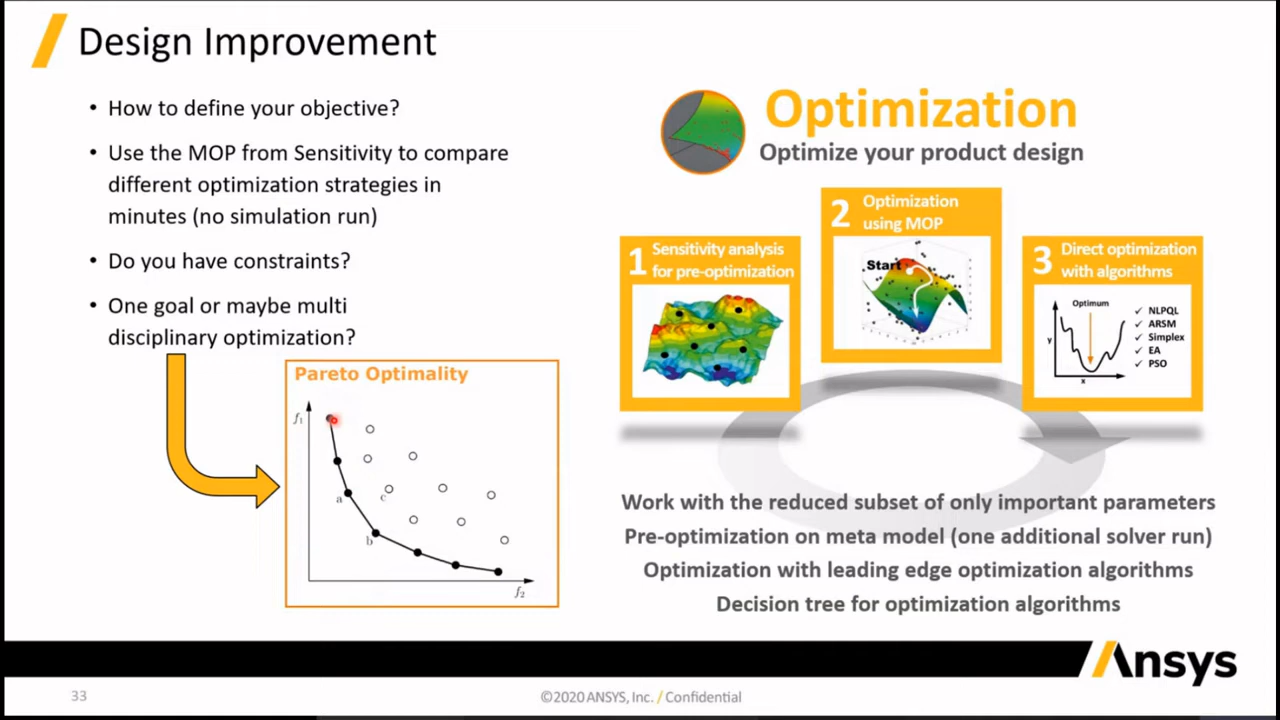 Design Improvement
• How to define your objective?
• Use the MOP from Sensitivity to compare
different optimization strategies in
minutes (no simulation run)
• Do you have constraints?
• One goal or maybe multi
disciplinary optimization?
Pareto Optimality
f₁
a
b
c
f₂
Optimization
Optimize your product design
1 Sensitivity analysis
for pre-optimization
2 Optimization
using MOP
Start
3 Direct optimization
with algorithms
Optimum
y
x
✓ NLPQL
✓ ARSM
✓ Simplex
✓ EA
✓ PSO
Work with the reduced subset of only important parameters
Pre-optimization on meta model (one additional solver run)
Optimization with leading edge optimization algorithms
Decision tree for optimization algorithms
Ansys
33
©2020 ANSYS, Inc. / Confidential